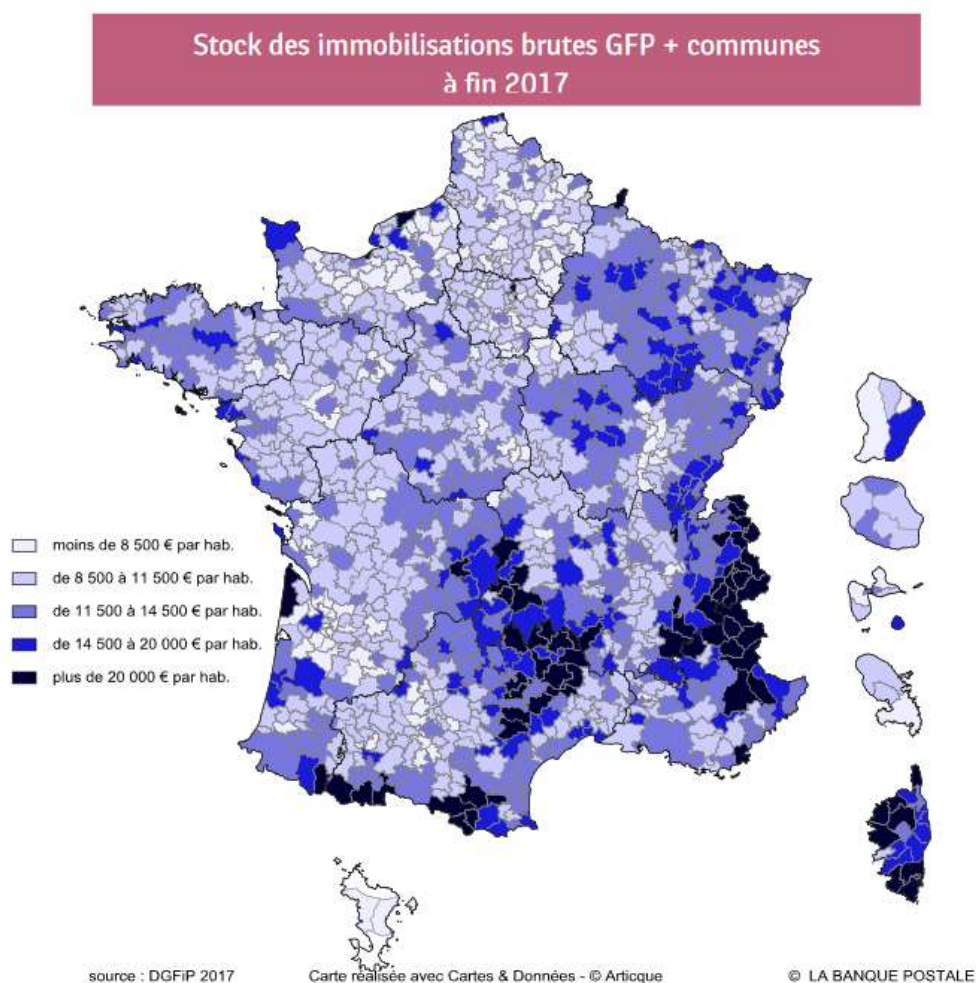 Stock des immobilisations brutes GFP + communes
à fin 2017
moins de 8 500 € par hab.
de 8 500 à 11 500 € par hab.
de 11 500 à 14 500 € par hab.
de 14 500 à 20 000 € par hab.
plus de 20 000 € par hab.
source : DGFiP 2017 Carte réalisée avec Cartes & Données - © Articque © LA BANQUE POSTALE